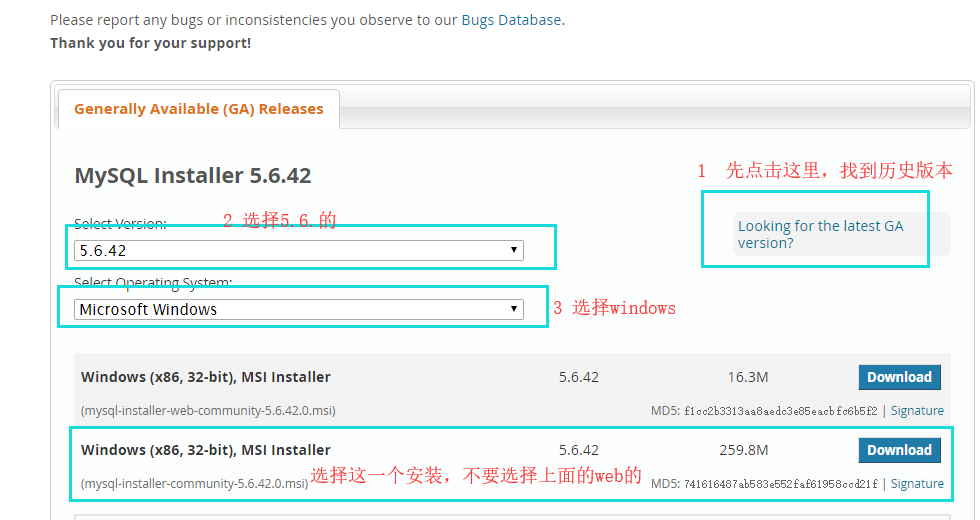 Please report any bugs or inconsistencies you observe to our Bugs Database.
Thank you for your support!
Generally Available (GA) Releases
MySQL Installer 5.6.42
1 先点击这里，找到历史版本
Looking for the latest GA
version?
Select Version:
2 选择5.6.的
5.6.42
Select Operating System:
Microsoft Windows
3 选择windows
Windows (x86, 32-bit), MSI Installer 5.6.42 16.3M Download
(mysql-installer-web-community-5.6.42.0.msi) MD5: f1cc2b3313aa8aedc3e85eacbfc6b5f2 | Signature
Windows (x86, 32-bit), MSI Installer 5.6.42 259.8M Download
(mysql-installer-community-5.6.42.0.msi) 选择这一个安装，不要选择上面的web的 MD5: 741616487ab583e552faf61958ccd21f | Signature